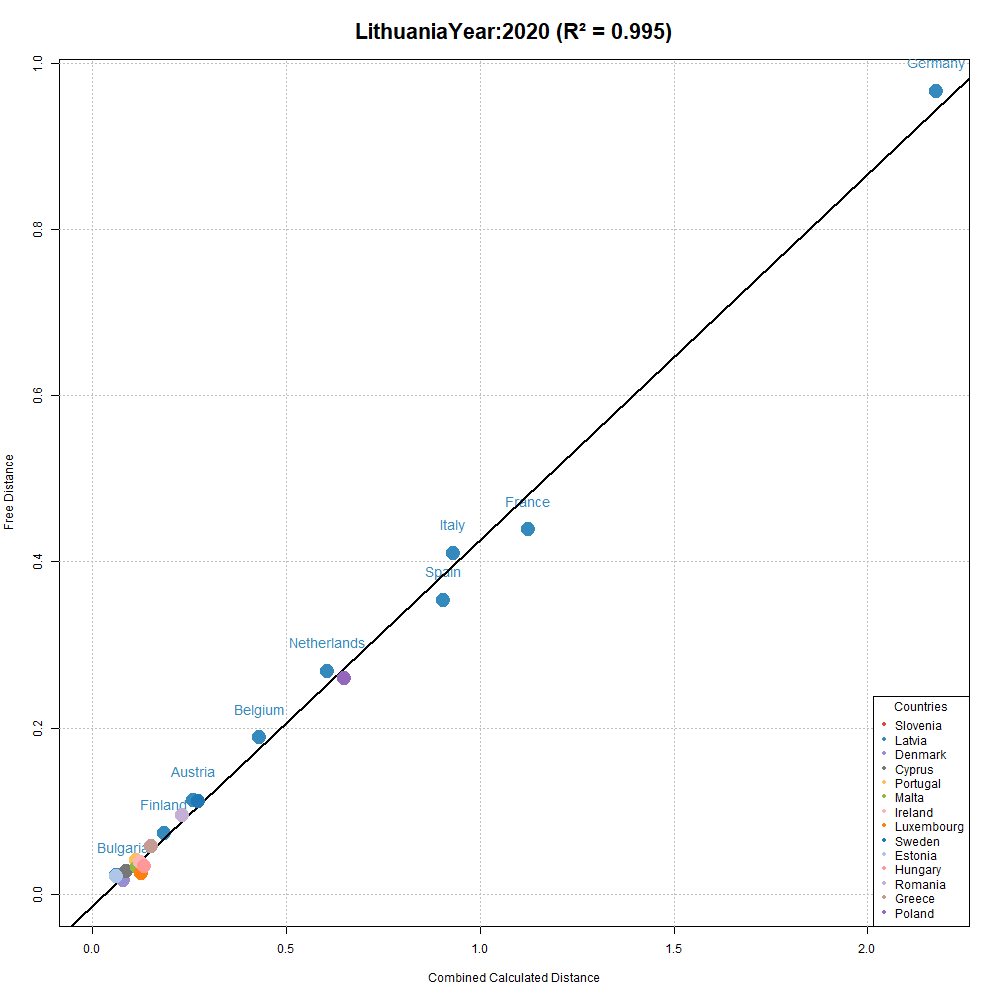 LithuaniaYear:2020 (R² = 0.995)
Germany
France
Italy
Spain
Netherlands
Belgium
Austria
Finland
Bulgaria
1.0
0.8
0.6
0.4
0.2
0.0
Free Distance
0.0 0.5 1.0 1.5 2.0
Combined Calculated Distance
Countries
Slovenia
Latvia
Denmark
Cyprus
Portugal
Malta
Ireland
Luxembourg
Sweden
Estonia
Hungary
Romania
Greece
Poland